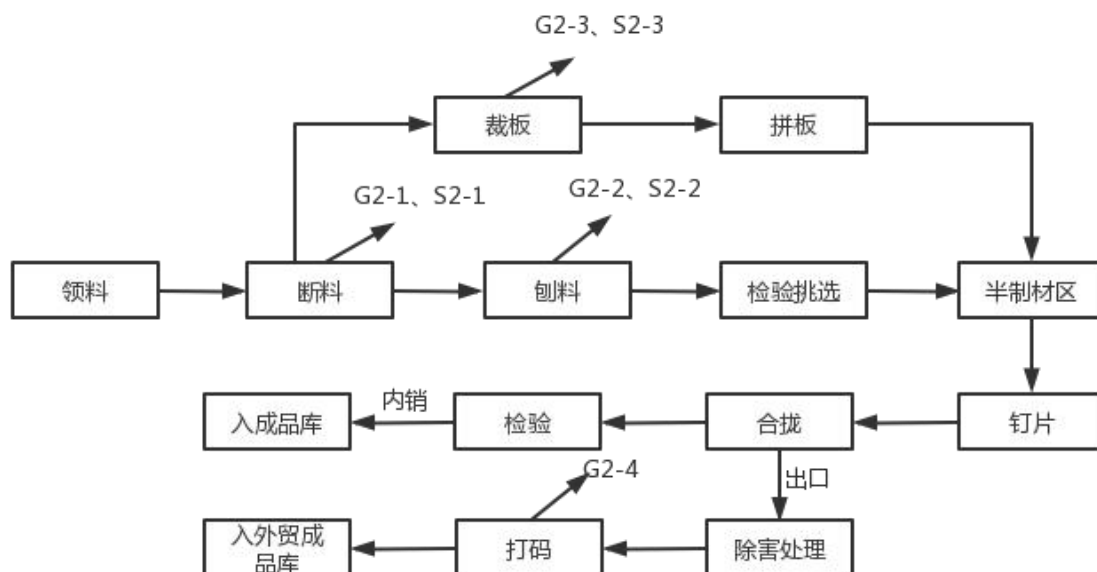 G2-3、S2-3
裁板
拼板
G2-1、S2-1
G2-2、S2-2
领料
断料
刨料
检验挑选
半制材区
入成品库
内销
检验
合拢
钉片
G2-4
出口
入外贸成
品库
打码
除害处理